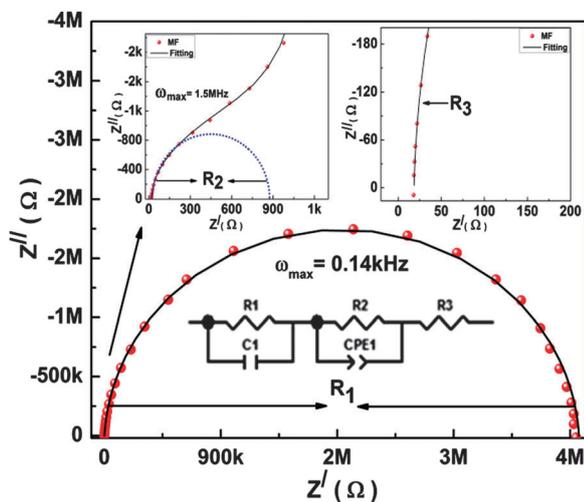 -4M
-3M
-2M
-2M
-1M
-500k
0
Z// (Ω)
0
900k
2M
3M
4M
Z/ (Ω)
-2k
-2k
-1k
-800
-400
0
Z//(Ω)
MF
Fitting
ωmax = 1.5MHz
R2
0
300
600
900
1k
Z/(Ω)
-180
-120
-60
0
Z//(Ω)
MF
Fitting
R3
0
50
100
150
200
Z/(Ω)
ωmax = 0.14kHz
R1
R2
R3
C1
CPE1
R1